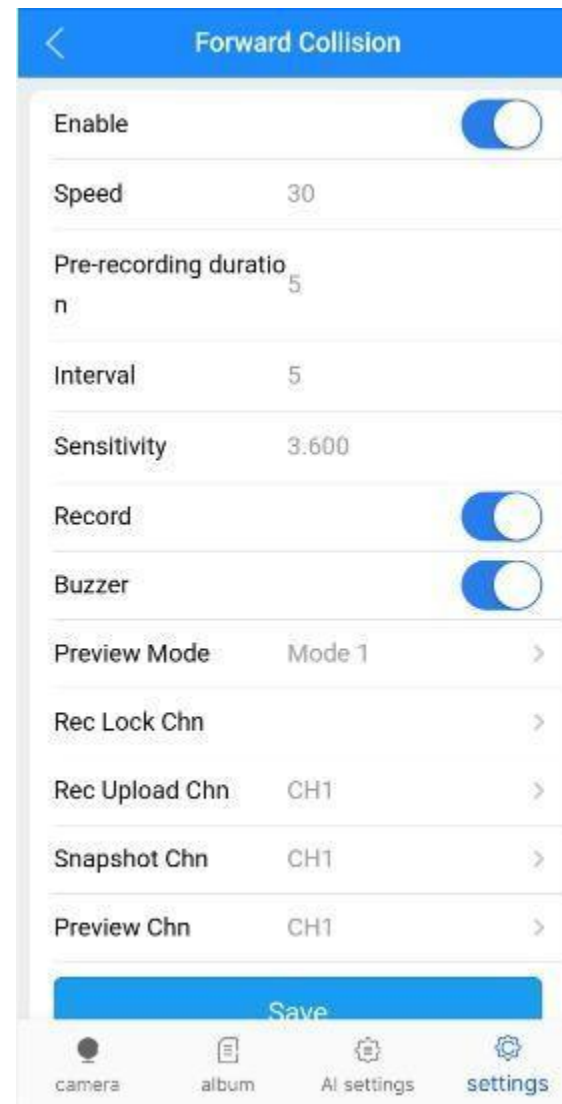 Forward Collision
Enable
Speed 30
Pre-recording duratio
n 5
Interval 5
Sensitivity 3.600
Record
Buzzer
Preview Mode Mode 1
Rec Lock Chn
Rec Upload Chn CH1
Snapshot Chn CH1
Preview Chn CH1
Save
camera album AI settings settings